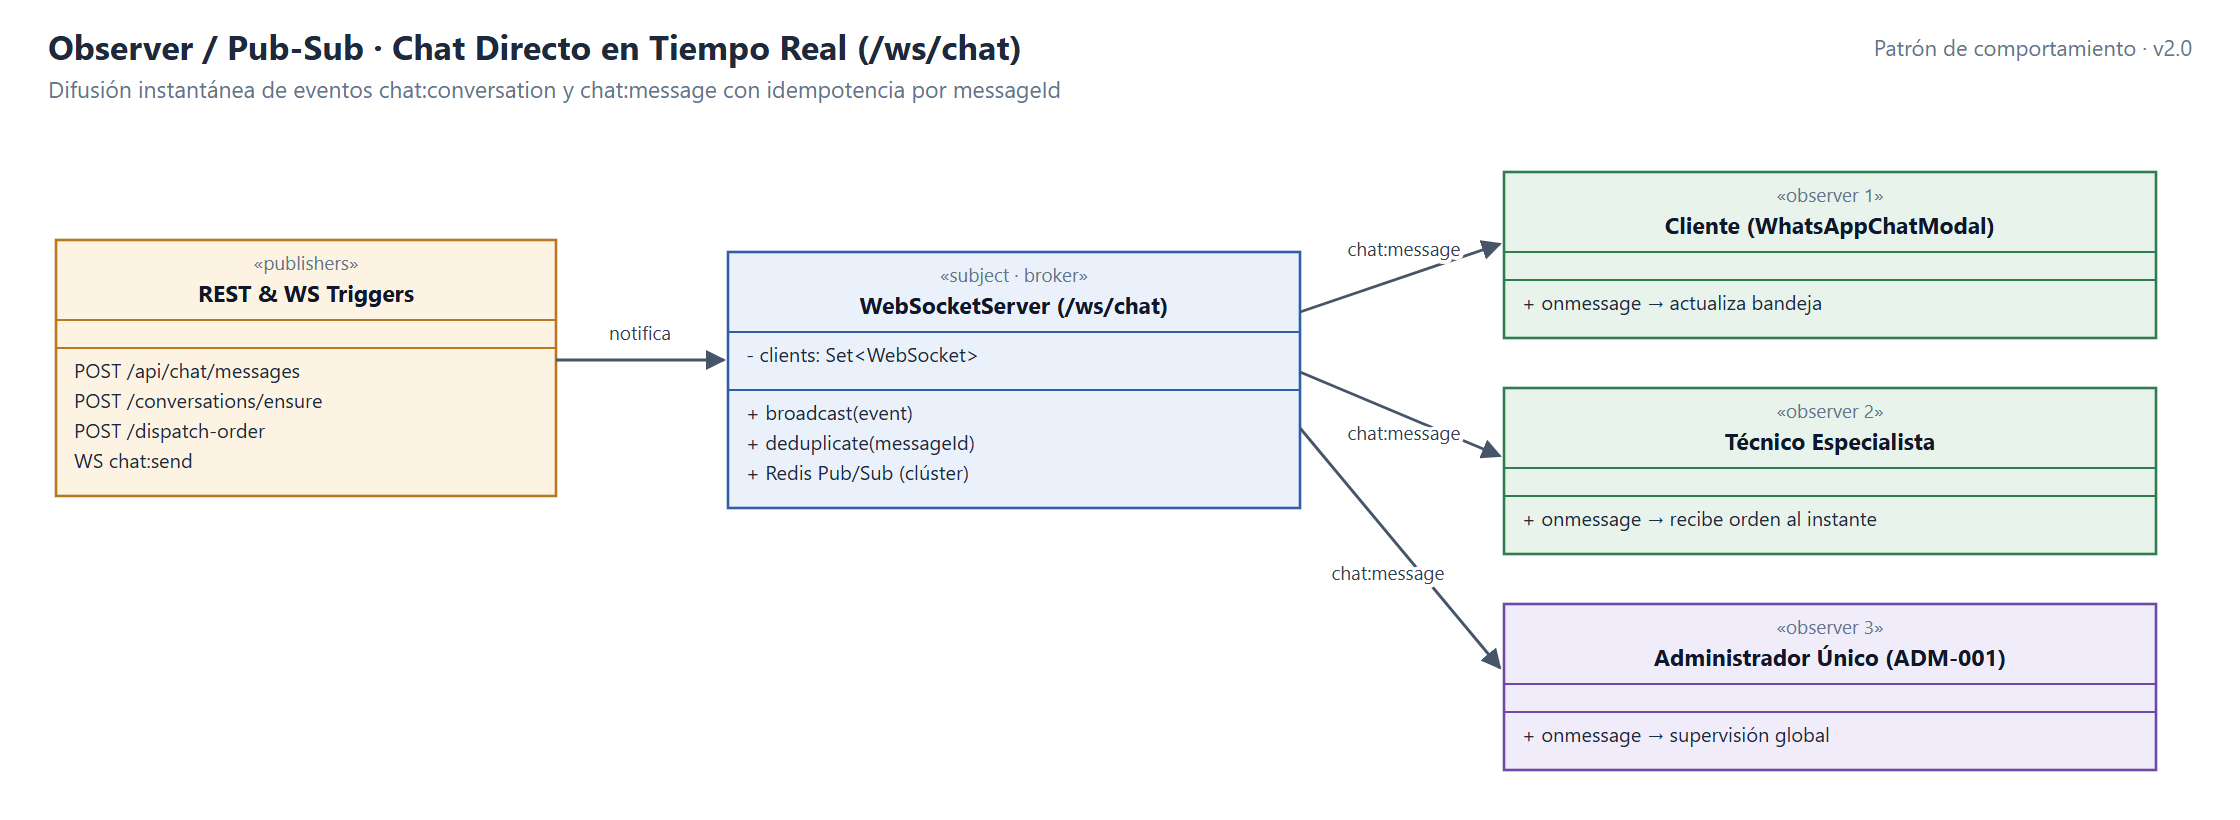 Observer / Pub-Sub · Chat Directo en Tiempo Real (/ws/chat)
Patrón de comportamiento · v2.0
Difusión instantánea de eventos chat:conversation y chat:message con idempotencia por messageId
«publishers»
REST & WS Triggers
POST /api/chat/messages
POST /conversations/ensure
POST /dispatch-order
WS chat:send
notifica
«subject · broker»
WebSocketServer (/ws/chat)
- clients: Set<WebSocket>
+ broadcast(event)
+ deduplicate(messageId)
+ Redis Pub/Sub (clúster)
chat:message
chat:message
chat:message
«observer 1»
Cliente (WhatsAppChatModal)
+ onmessage → actualiza bandeja
«observer 2»
Técnico Especialista
+ onmessage → recibe orden al instante
«observer 3»
Administrador Único (ADM-001)
+ onmessage → supervisión global